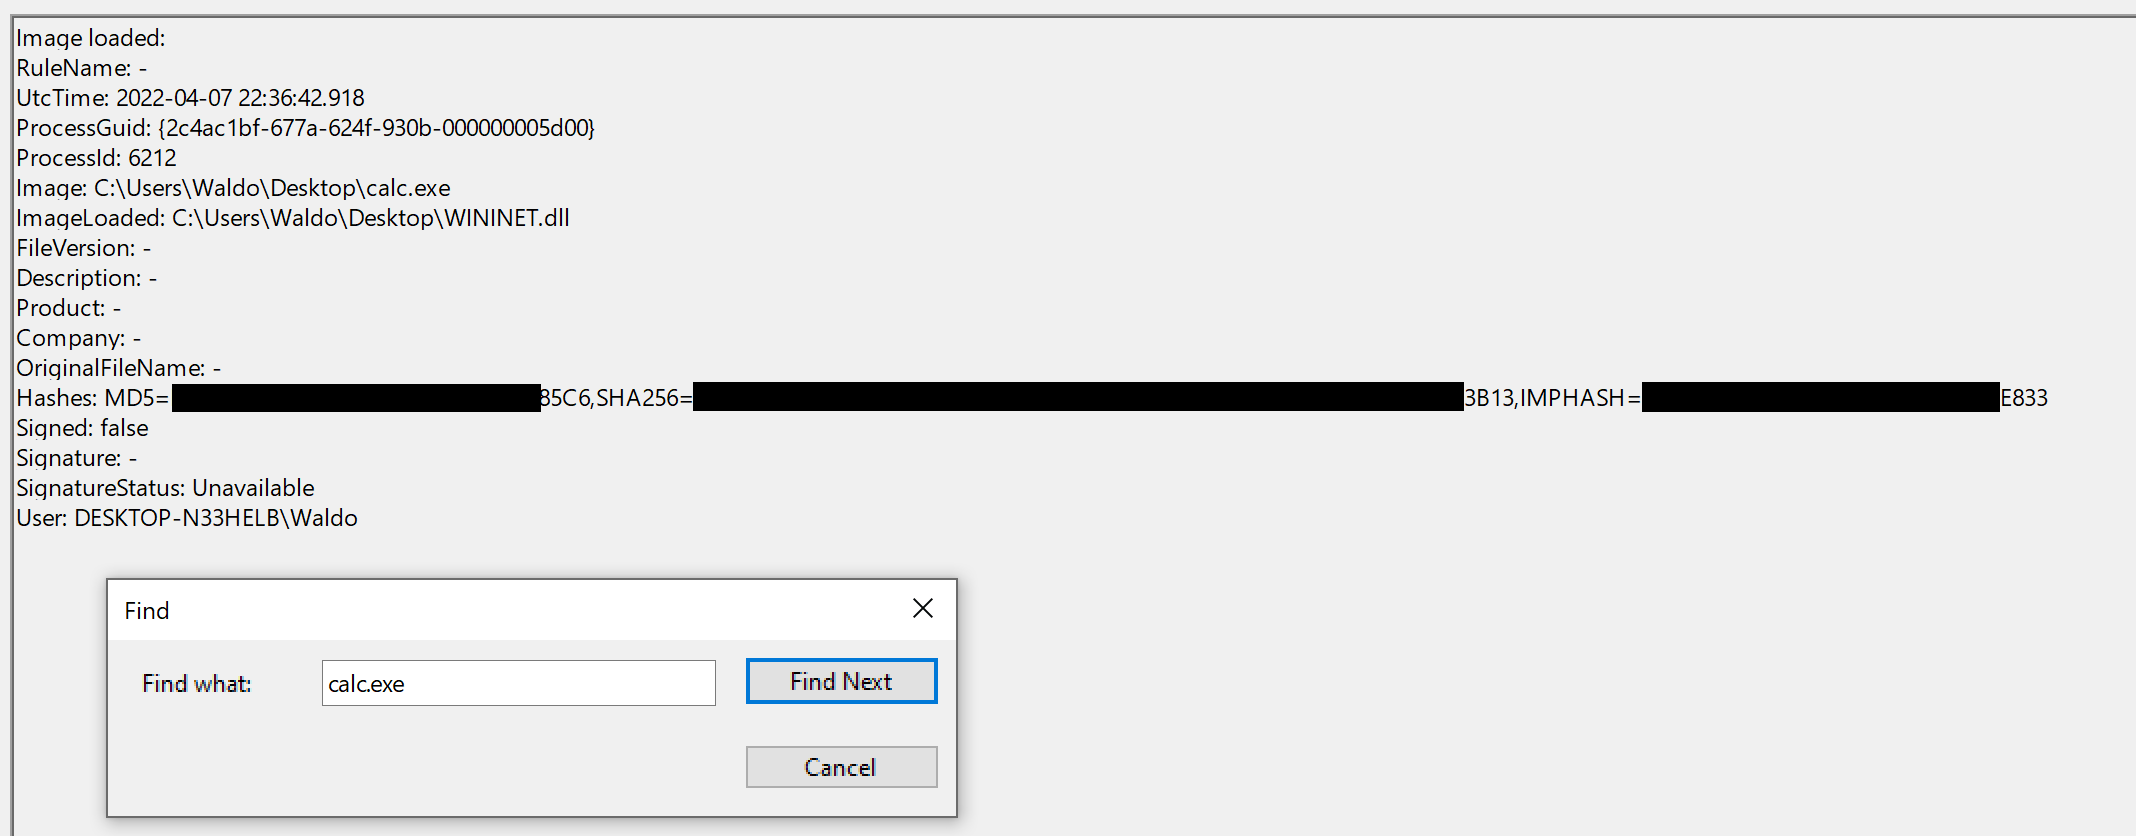 Image loaded:
RuleName: -
UtcTime: 2022-04-07 22:36:42.918
ProcessGuid: {2c4ac1bf-677a-624f-930b-000000005d00}
ProcessId: 6212
Image: C:\Users\Waldo\Desktop\calc.exe
ImageLoaded: C:\Users\Waldo\Desktop\WININET.dll
FileVersion: -
Description: -
Product: -
Company: -
OriginalFileName: -
Hashes: MD5= 85C6,SHA256= 3B13,IMPHASH= E833
Signed: false
Signature: -
SignatureStatus: Unavailable
User: DESKTOP-N33HELB\Waldo
Find
Find what: calc.exe Find Next
Cancel